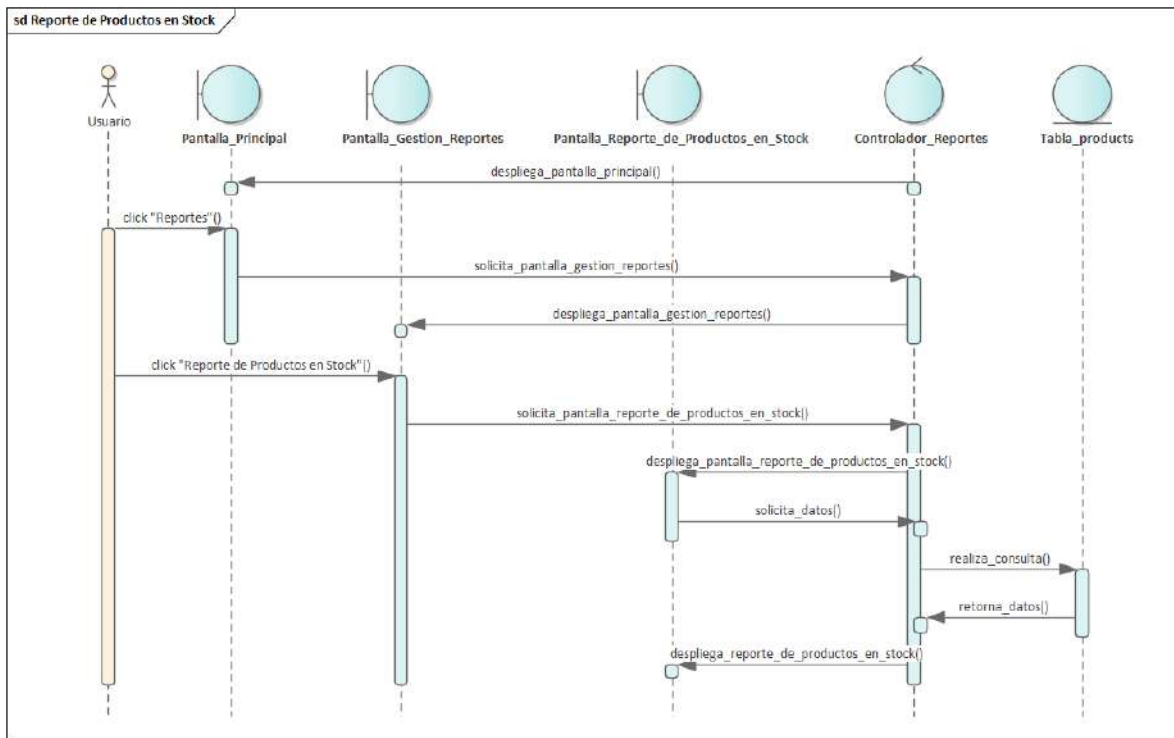 sd Reporte de Productos en Stock
Usuario
Pantalla_Principal
Pantalla_Gestion_Reportes
Pantalla_Reporte_de_Productos_en_Stock
Controlador_Reportes
Tabla_products
despliega_pantalla_principal()
click "Reportes"()
solicita_pantalla_gestion_reportes()
despliega_pantalla_gestion_reportes()
click "Reporte de Productos en Stock"()
solicita_pantalla_reporte_de_productos_en_stock()
despliega_pantalla_reporte_de_productos_en_stock()
solicita_datos()
realiza_consulta()
retorna_datos()
despliega_reporte_de_productos_en_stock()